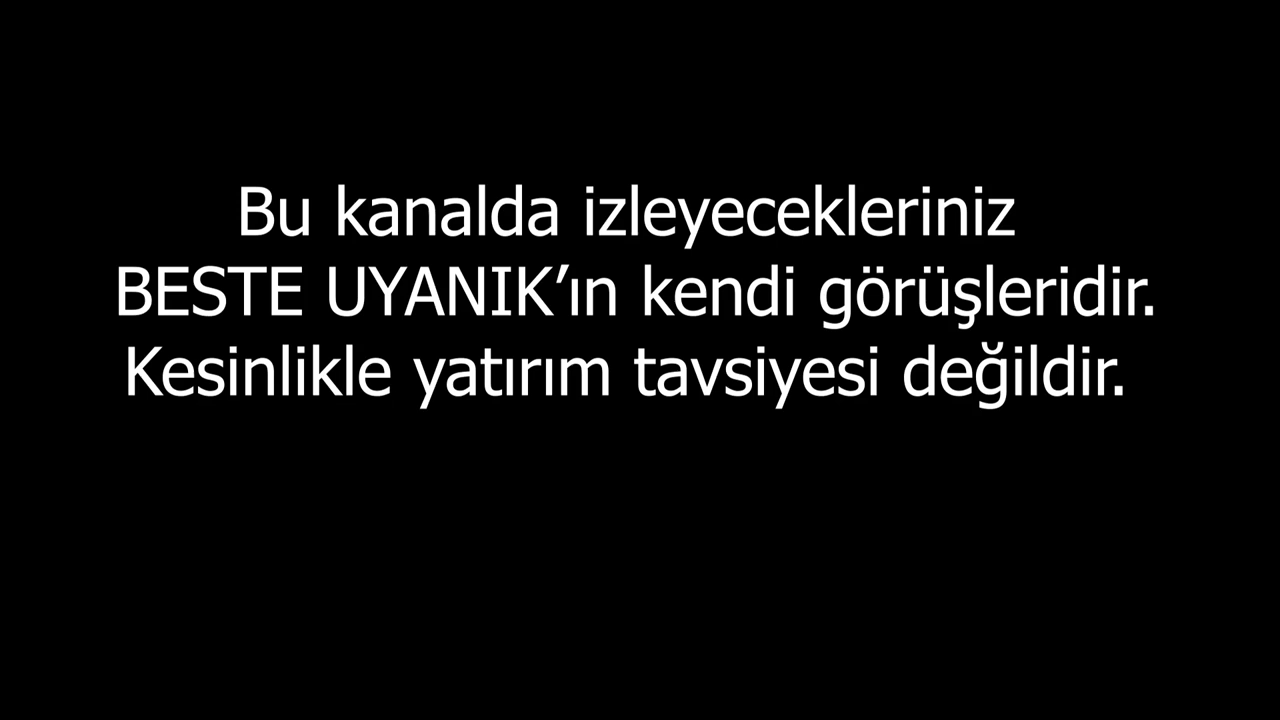 Bu kanalda izleyecekleriniz
BESTE UYANIK’ın kendi görüşleridir.
Kesinlikle yatırım tavsiyesi değildir.